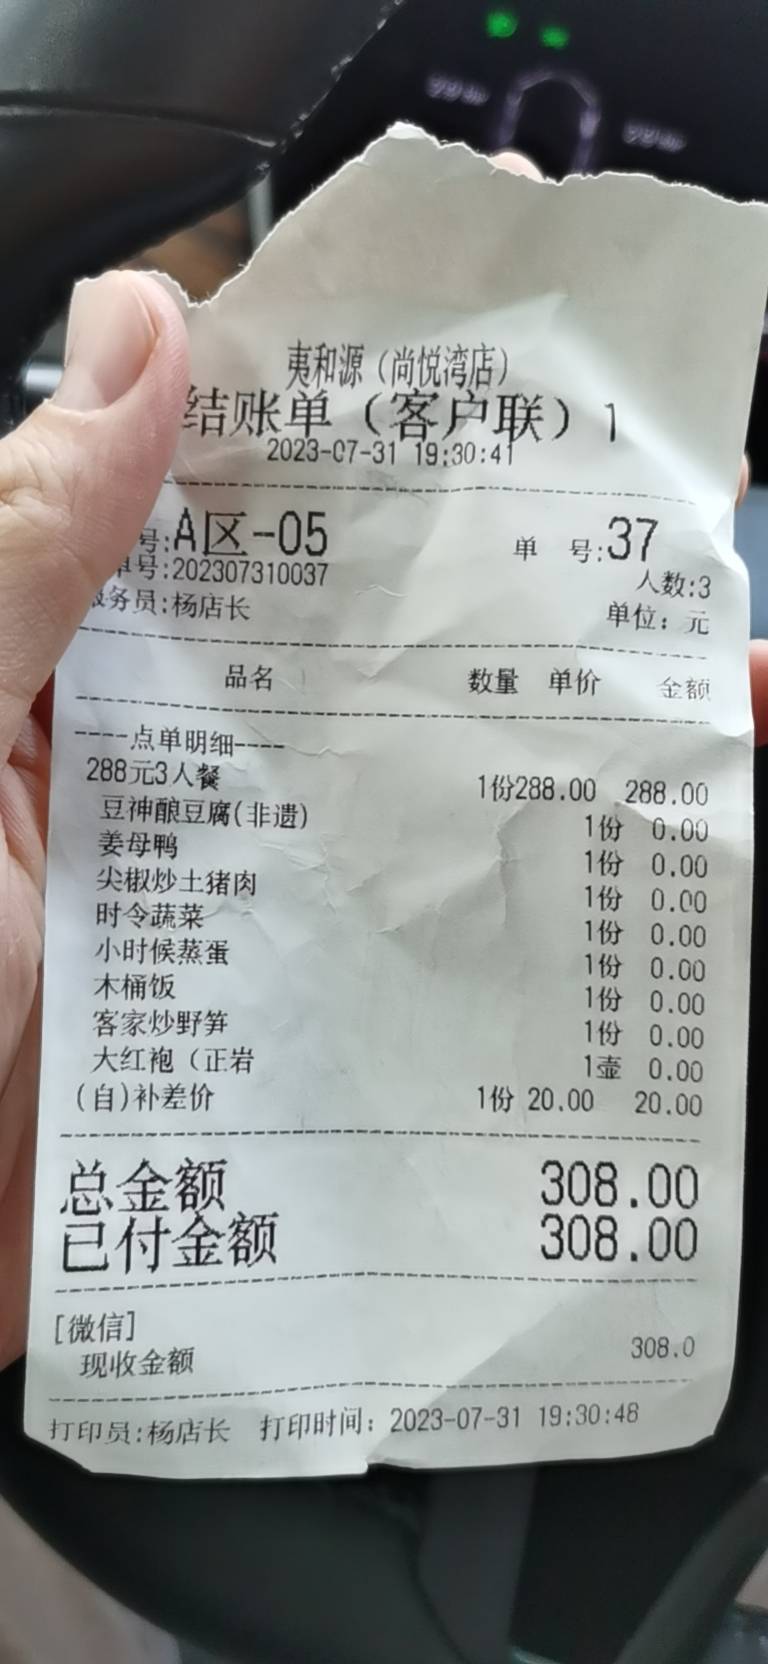 夷和源（尚悦湾店）
结账单（客户联）1
2023-07-31 19:30:41
号:A区-05 单 号:37
单号:202307310037 人数:3
服务员:杨店长 单位：元
品名 数量 单价 金额
----点单明细----
288元3人餐 1份288.00 288.00
豆神酿豆腐(非遗) 1份 0.00
姜母鸭 1份 0.00
尖椒炒土猪肉 1份 0.00
时令蔬菜 1份 0.00
小时候蒸蛋 1份 0.00
木桶饭 1份 0.00
客家炒野笋 1份 0.00
大红袍（正岩 1壶 0.00
(自)补差价 1份 20.00 20.00
总金额 308.00
已付金额 308.00
[微信]
现收金额 308.0
打印员:杨店长 打印时间：2023-07-31 19:30:48